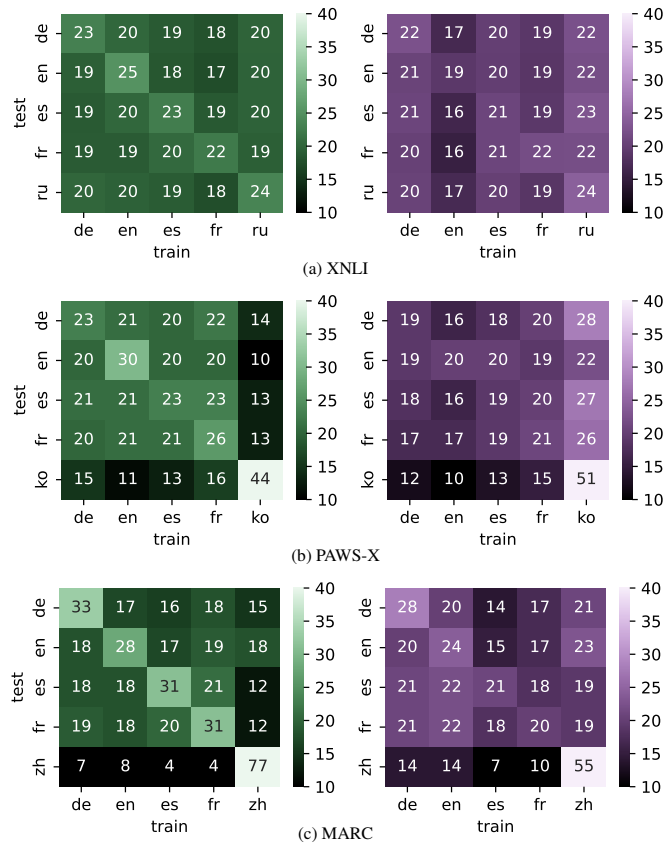 de 23 20 19 18 20
en 19 25 18 17 20
es 19 20 23 19 20
fr 19 19 20 22 19
ru 20 20 19 18 24
test
de en es fr ru
train
40
35
30
25
20
15
10
22 17 20 19 22
21 19 20 19 22
21 16 21 19 23
20 16 21 22 22
20 17 20 19 24
de en es fr ru
train
40
35
30
25
20
15
10
(a) XNLI
de 23 21 20 22 14
en 20 30 20 20 10
es 21 21 23 23 13
fr 20 21 21 26 13
ko 15 11 13 16 44
test
de en es fr ko
train
40
35
30
25
20
15
10
19 16 18 20 28
19 20 20 19 22
18 16 19 20 27
17 17 19 21 26
12 10 13 15 51
de en es fr ko
train
40
35
30
25
20
15
10
(b) PAWS-X
de 33 17 16 18 15
en 18 28 17 19 18
es 18 18 31 21 12
fr 19 18 20 31 12
zh 7 8 4 4 77
test
de en es fr zh
train
40
35
30
25
20
15
10
de 28 20 14 17 21
en 20 24 15 17 23
es 21 22 21 18 19
fr 21 22 18 20 19
zh 14 14 7 10 55
de en es fr zh
train
40
35
30
25
20
15
10
(c) MARC